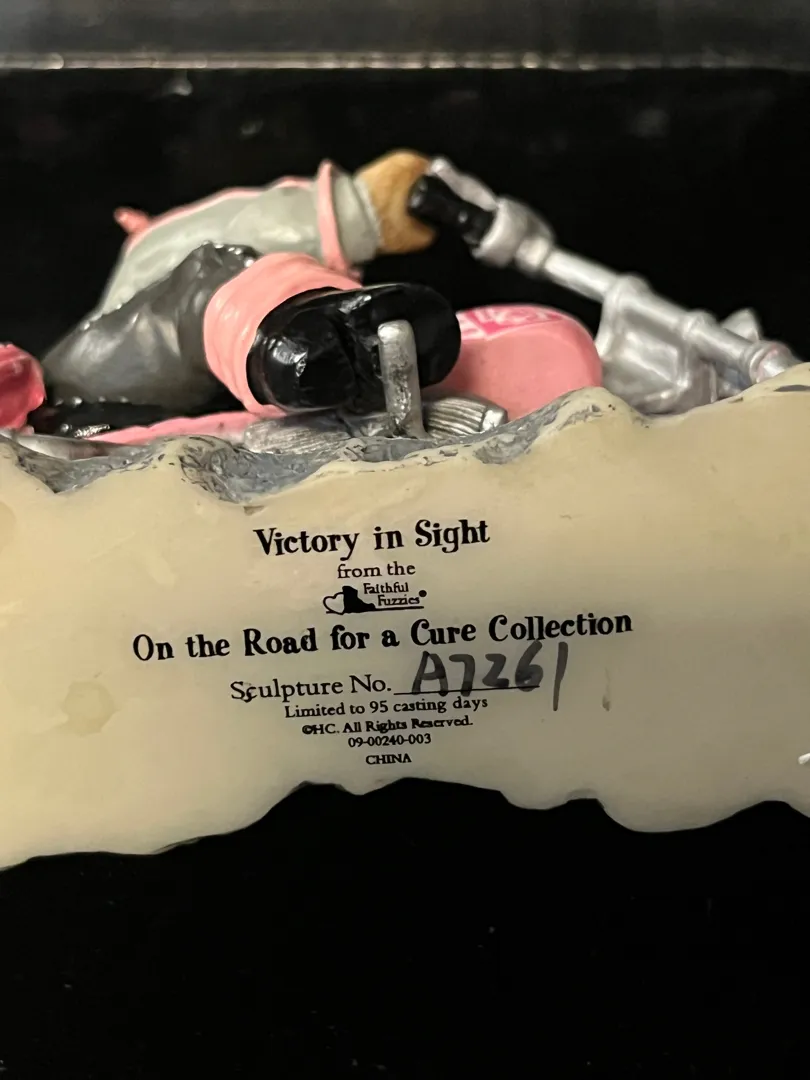 Victory in Sight
from the
Faithful
Fuzzies®
On the Road for a Cure Collection
Sculpture No. A7261
Limited to 95 casting days
©HC. All Rights Reserved.
09-00240-003
CHINA